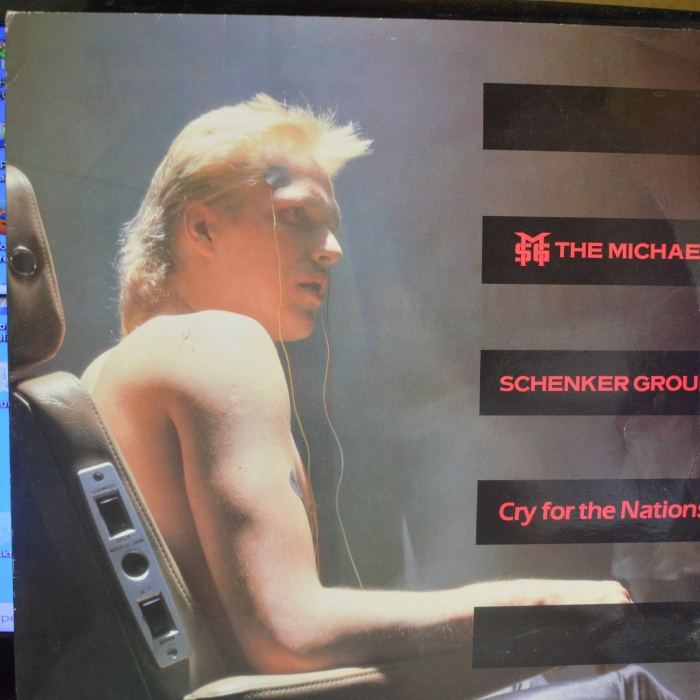 MSG THE MICHAE
SCHENKER GROU
Cry for the Nations